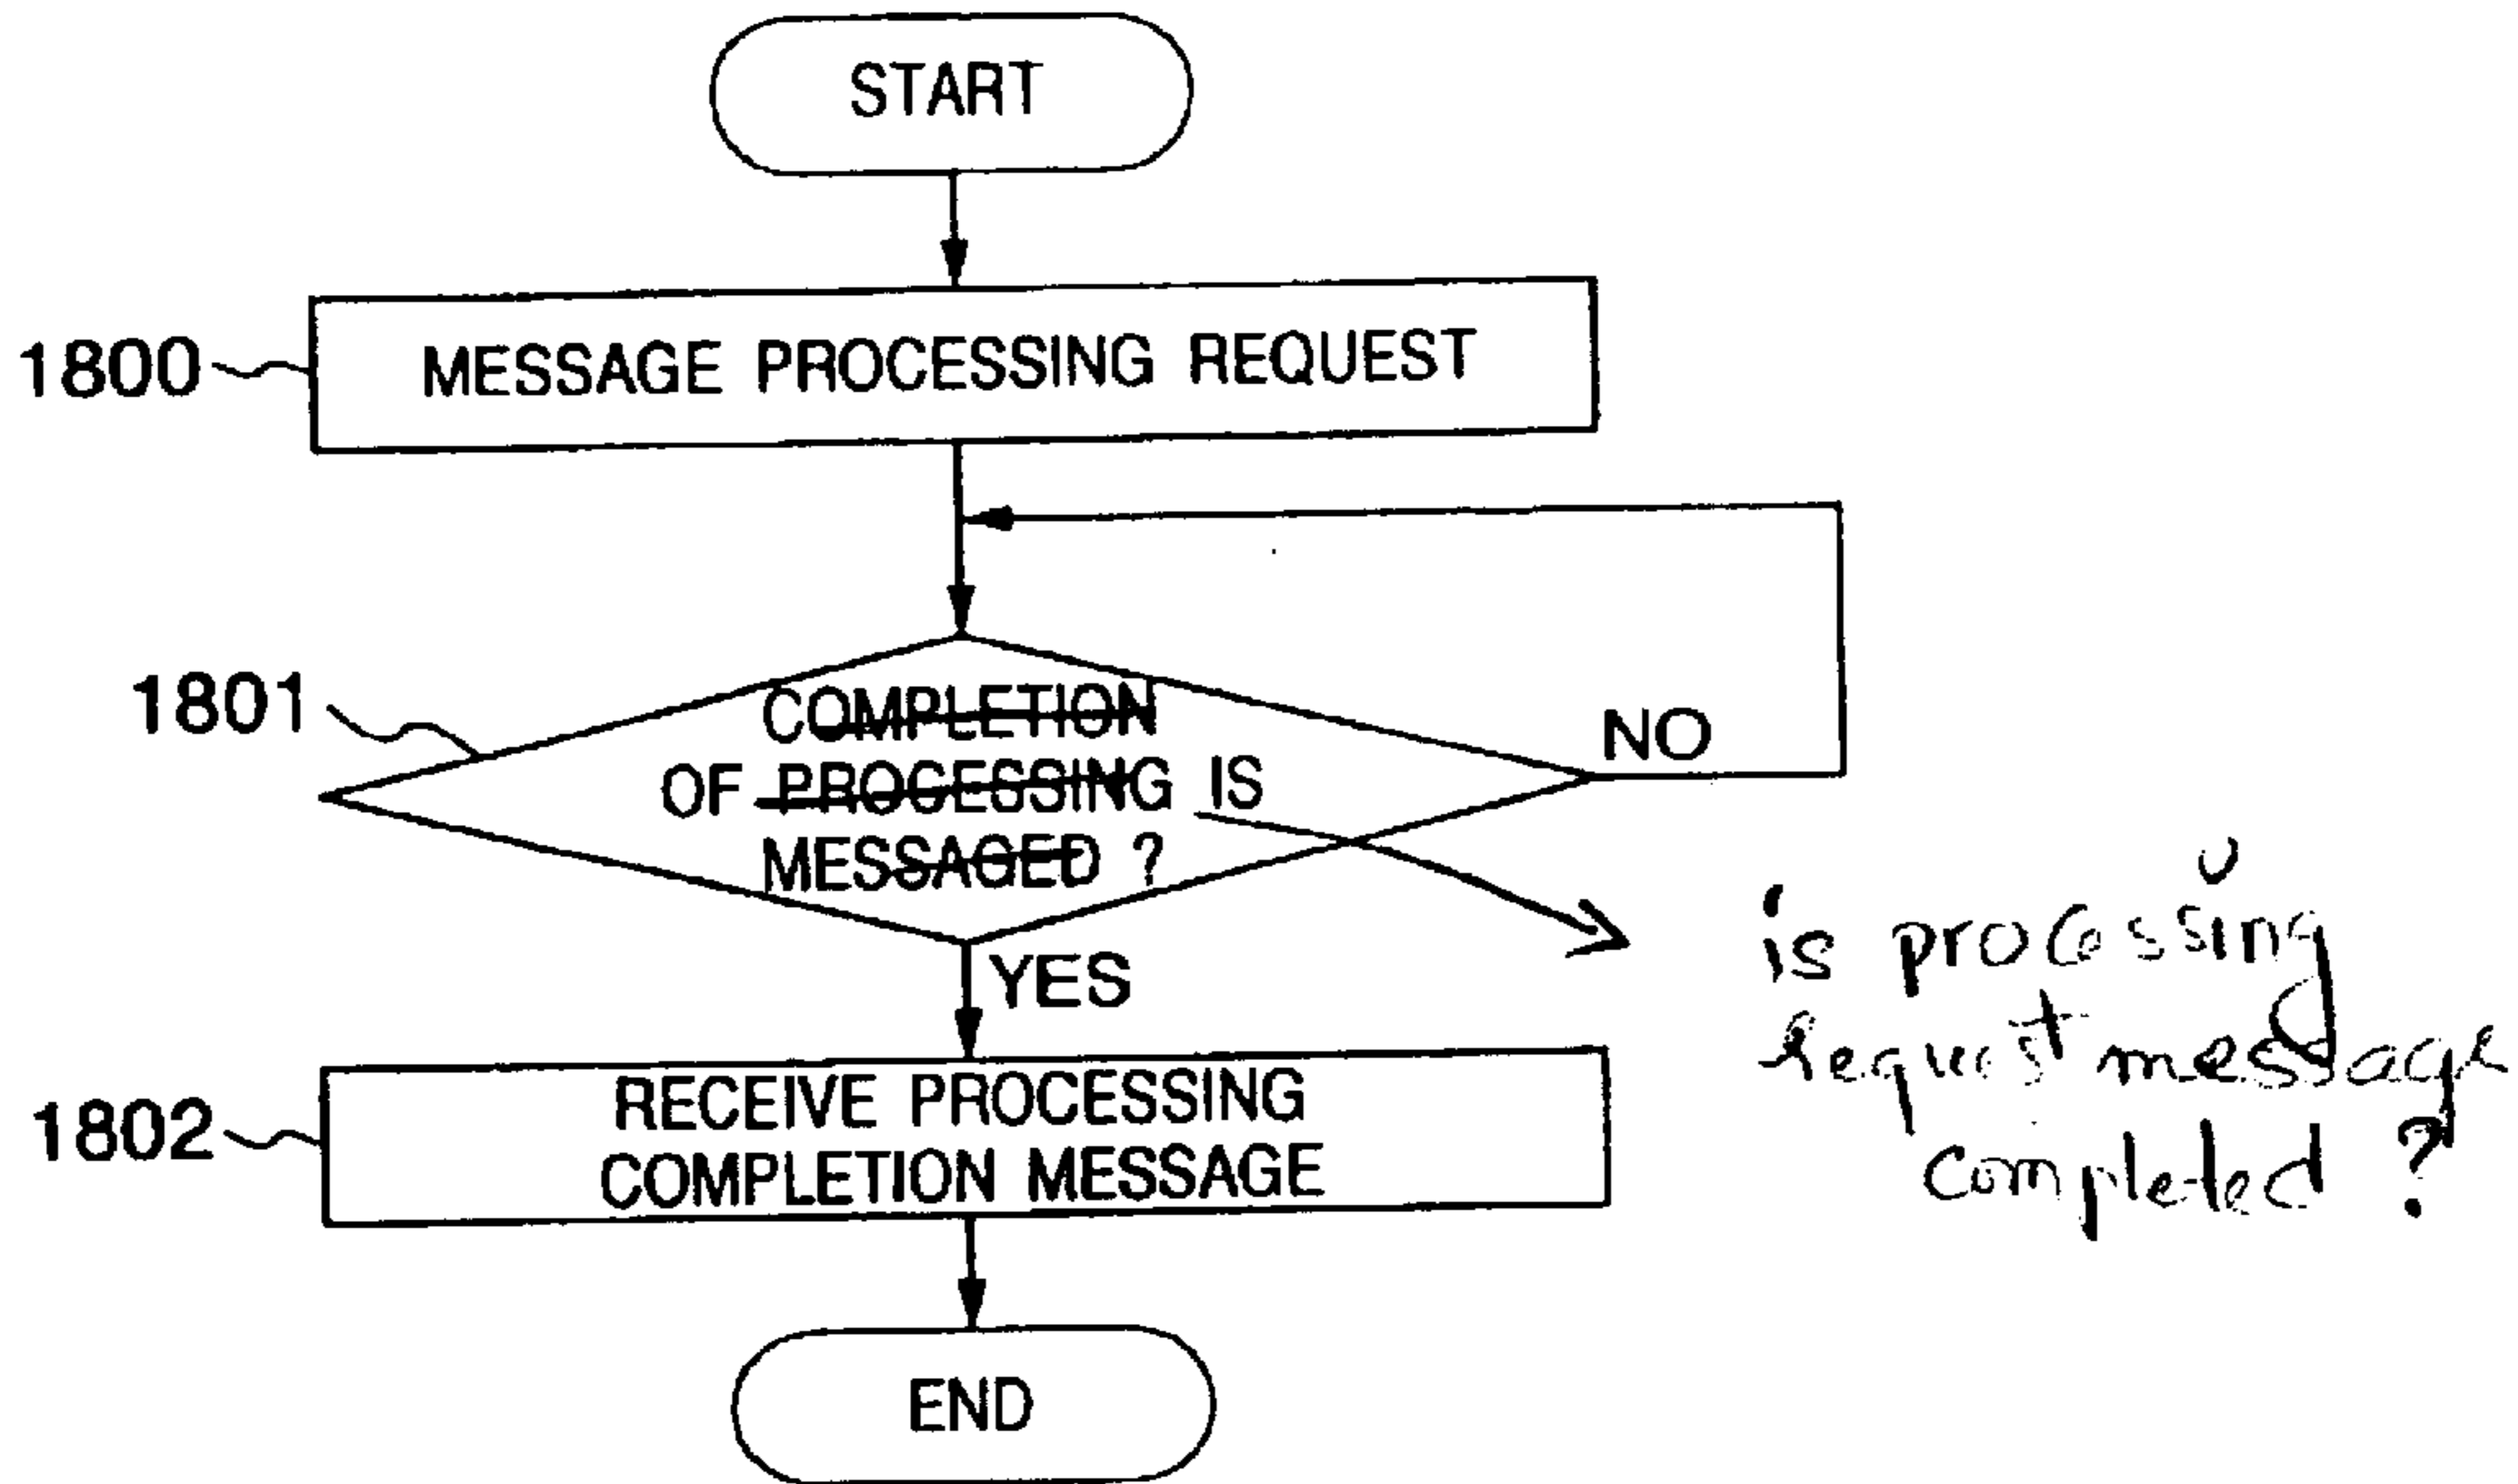 START
1800
MESSAGE PROCESSING REQUEST
1801
COMPLETION
OF PROCESSING IS
MESSAGED ?
NO
YES
is processing
Request message
completed ?
1802
RECEIVE PROCESSING
COMPLETION MESSAGE
END